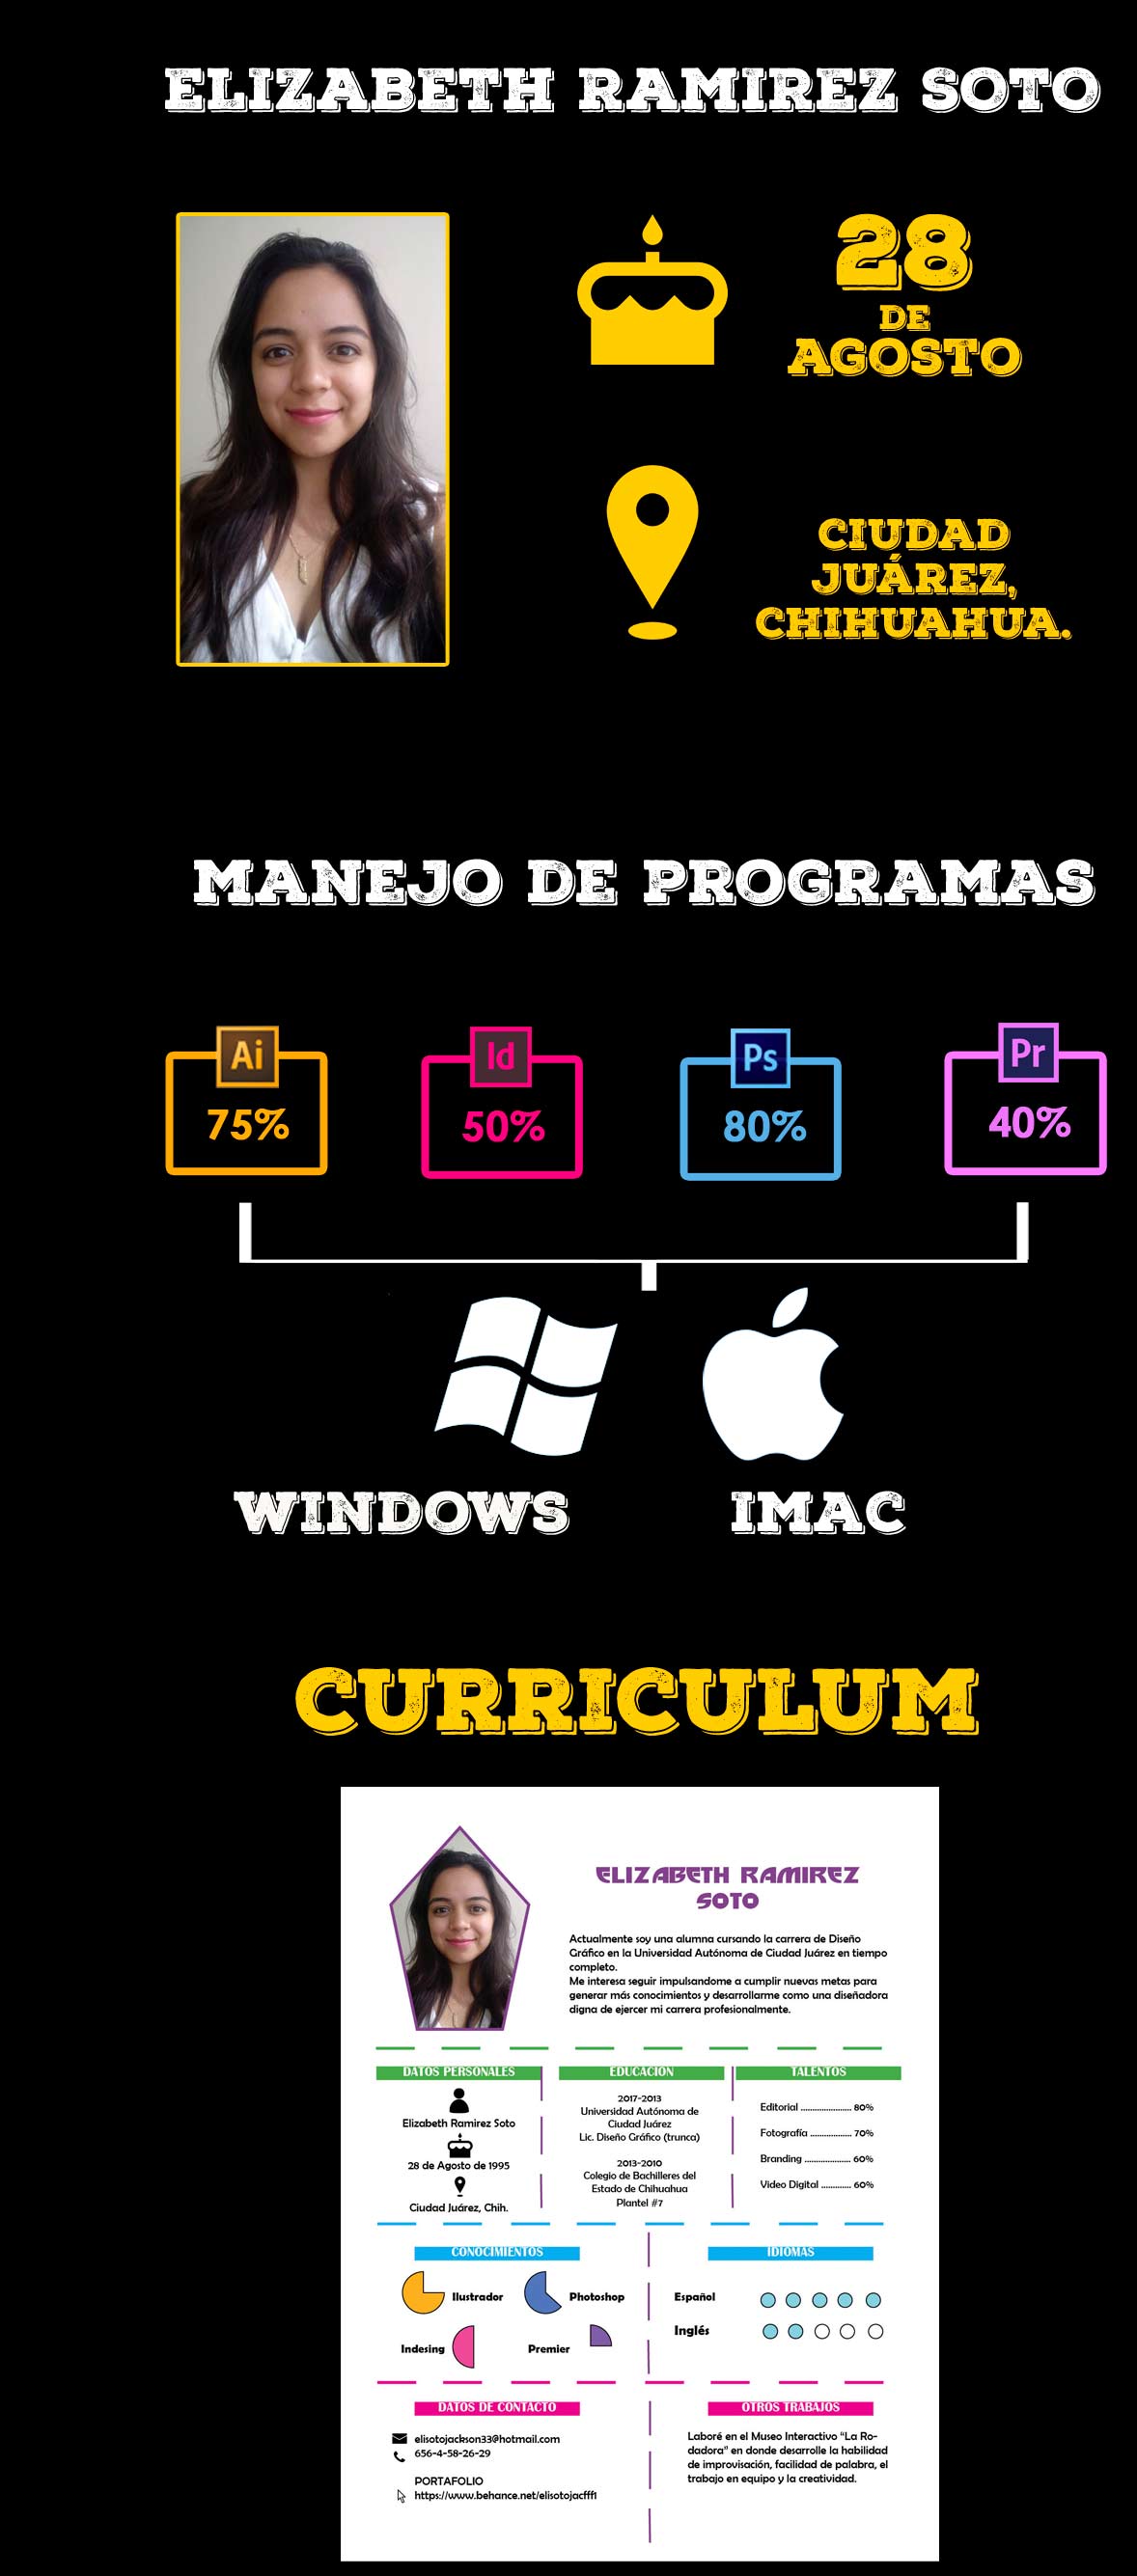 ELIZABETH RAMIREZ SOTO
28
DE
AGOSTO
CIUDAD
JUÁREZ,
CHIHUAHUA.
MANEJO DE PROGRAMAS
Ai
75%
Id
50%
Ps
80%
Pr
40%
WINDOWS
IMAC
CURRICULUM
ELIZABETH RAMIREZ
SOTO
Actualmente soy una alumna cursando la carrera de Diseño
Gráfico en la Universidad Autónoma de Ciudad Juárez en tiempo
completo.
Me interesa seguir impulsandome a cumplir nuevas metas para
generar más conocimientos y desarrollarme como una diseñadora
digna de ejercer mi carrera profesionalmente.
DATOS PERSONALES
Elizabeth Ramirez Soto
28 de Agosto de 1995
Ciudad Juárez, Chih.
EDUCACION
2017-2013
Universidad Autónoma de
Ciudad Juárez
Lic. Diseño Gráfico (trunca)
2013-2010
Colegio de Bachilleres del
Estado de Chihuahua
Plantel #7
TALENTOS
Editorial ..................... 80%
Fotografía ................. 70%
Branding ................... 60%
Video Digital ............. 60%
CONOCIMIENTOS
Ilustrador
Photoshop
Indesing
Premier
IDIOMAS
Español
Inglés
DATOS DE CONTACTO
elisotojackson33@hotmail.com
656-4-58-26-29
PORTAFOLIO
https://www.behance.net/elisotojacfff1
OTROS TRABAJOS
Laboré en el Museo Interactivo "La Ro-
dadora" en donde desarrolle la habilidad
de improvisación, facilidad de palabra, el
trabajo en equipo y la creatividad.